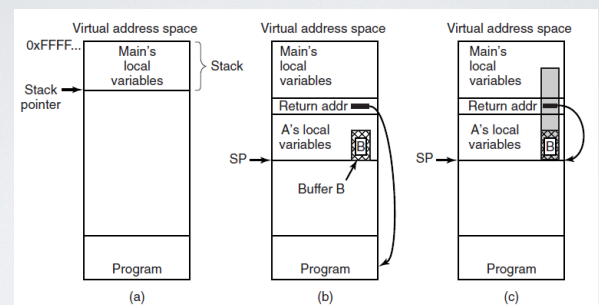 Virtual address space
0xFFFF...
Main's
local
variables
Stack
Stack
pointer
Program
(a)
Virtual address space
Main's
local
variables
Return addr
A's local
variables
B
SP
Buffer B
Program
(b)
Virtual address space
Main's
local
variables
Return addr
A's local
variables
B
SP
Program
(c)